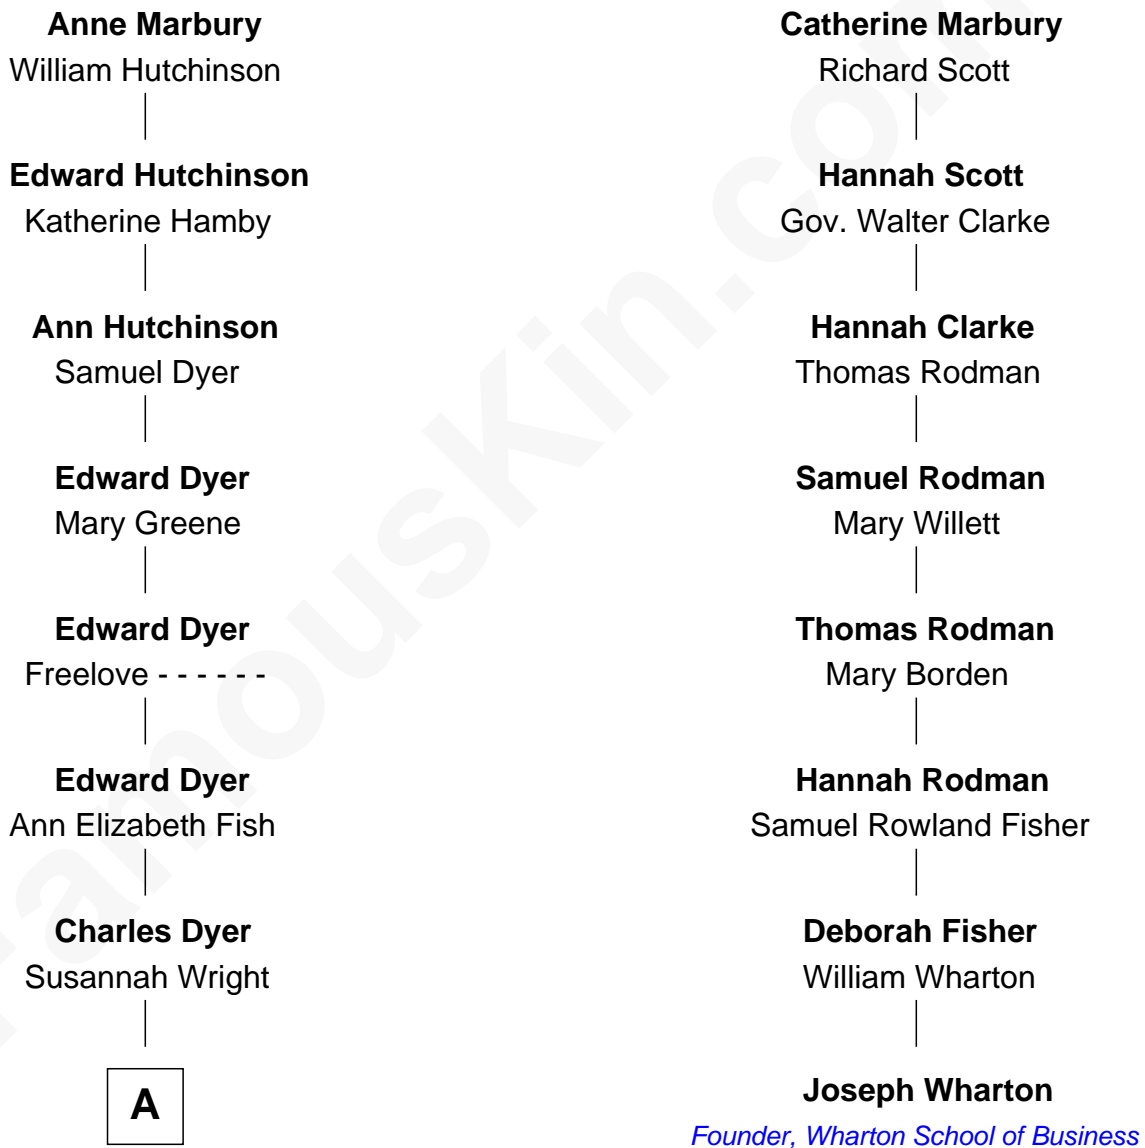 Anne Marbury
William Hutchinson
Edward Hutchinson
Katherine Hamby
Ann Hutchinson
Samuel Dyer
Edward Dyer
Mary Greene
Edward Dyer
Freelove - - - - - -
Edward Dyer
Ann Elizabeth Fish
Charles Dyer
Susannah Wright
A
Catherine Marbury
Richard Scott
Hannah Scott
Gov. Walter Clarke
Hannah Clarke
Thomas Rodman
Samuel Rodman
Mary Willett
Thomas Rodman
Mary Borden
Hannah Rodman
Samuel Rowland Fisher
Deborah Fisher
William Wharton
Joseph Wharton
Founder, Wharton School of Business
FamousKin.com